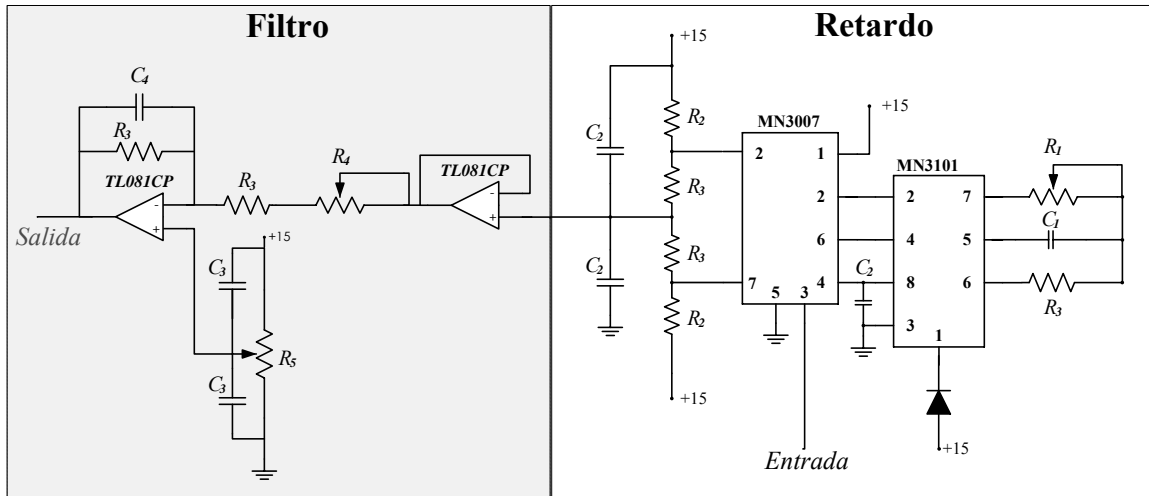 Filtro
C4
R3
TL081CP
-
+
Salida
R3
R4
TL081CP
-
+
+15
C3
R5
C3
Retardo
+15
C2
R2
R3
R3
C2
R2
+15
MN3007
2
1
2
6
7
4
5
3
+15
Entrada
MN3101
2
7
4
5
8
6
3
1
C2
R1
C1
R3
+15